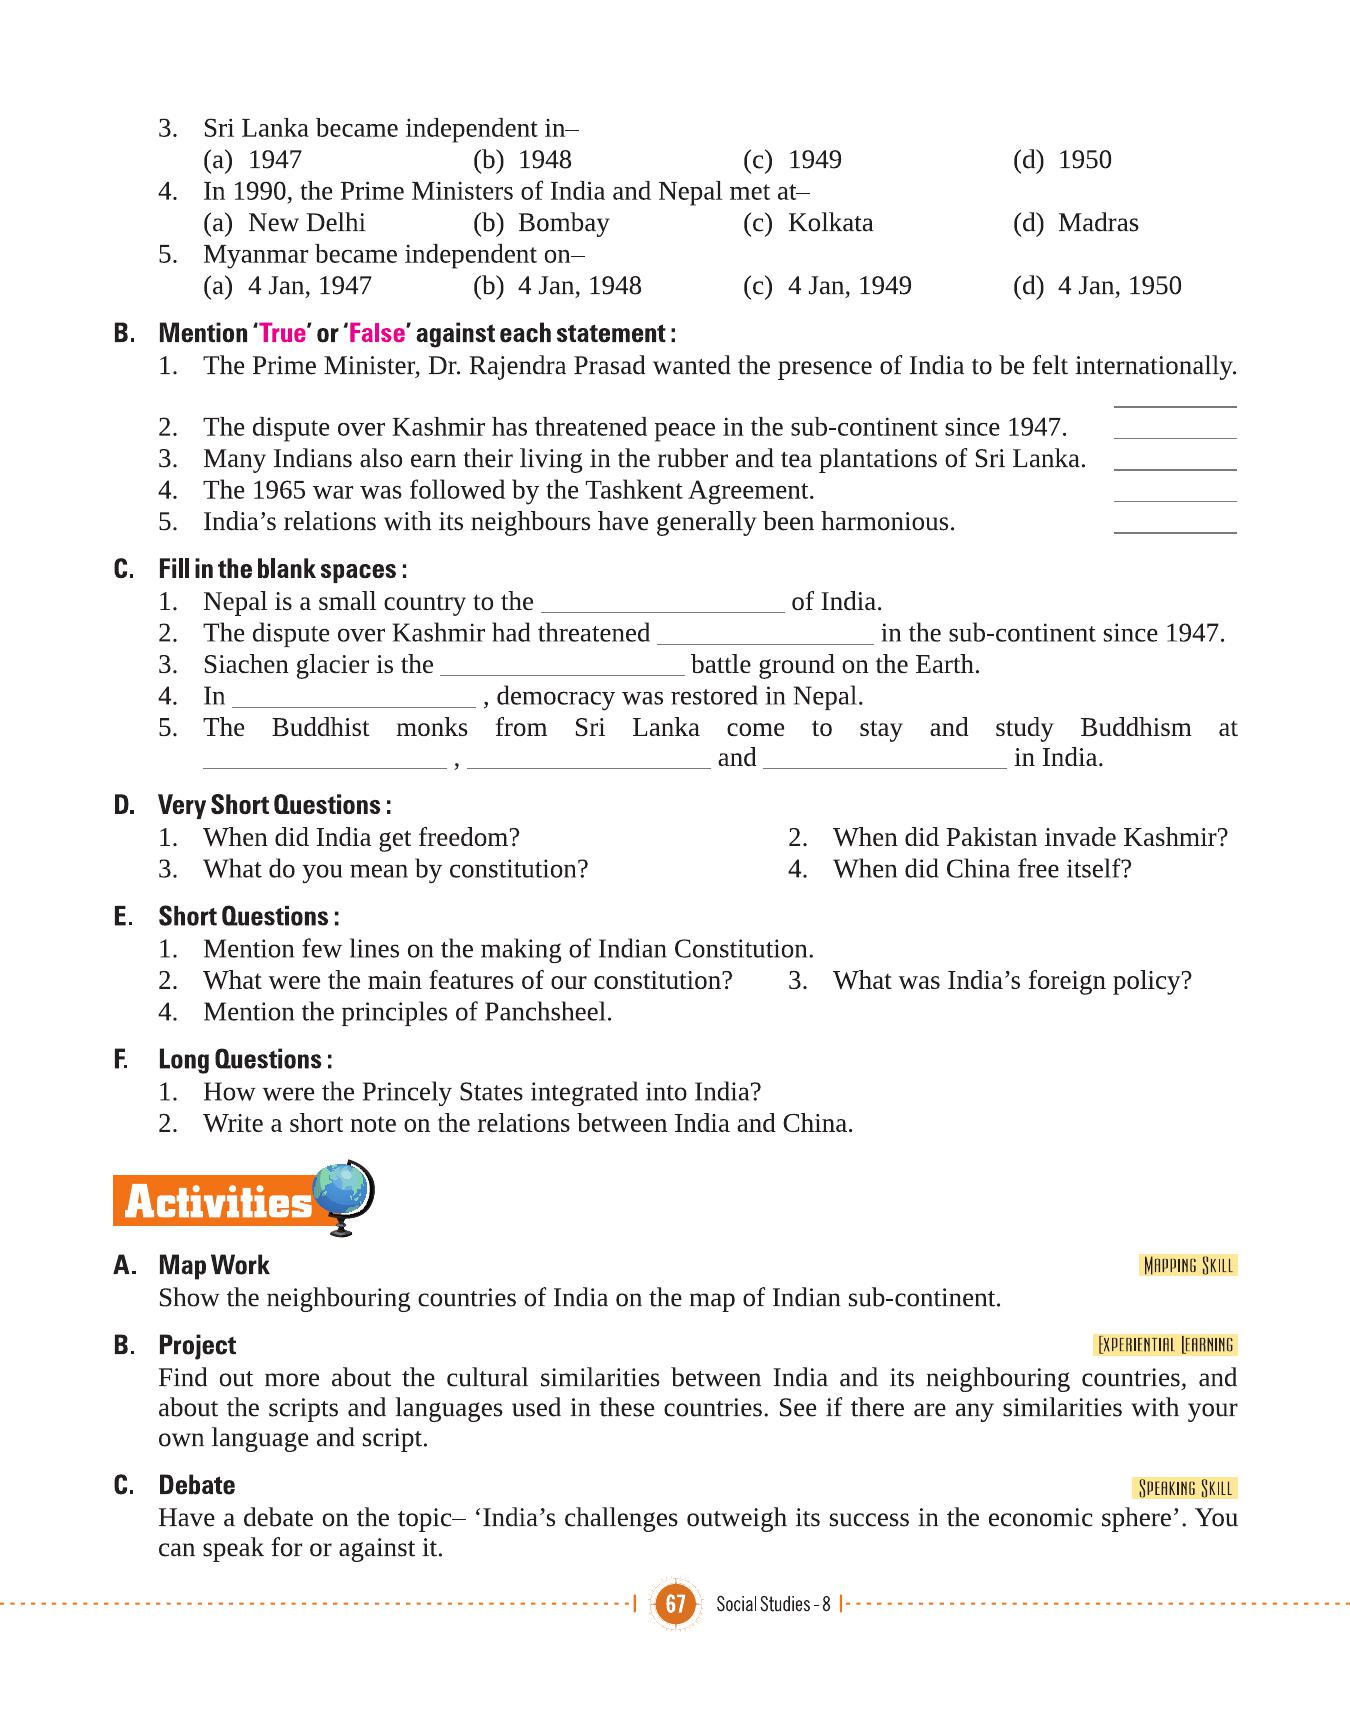 3. Sri Lanka became independent in–
(a) 1947 (b) 1948 (c) 1949 (d) 1950
4. In 1990, the Prime Ministers of India and Nepal met at–
(a) New Delhi (b) Bombay (c) Kolkata (d) Madras
5. Myanmar became independent on–
(a) 4 Jan, 1947 (b) 4 Jan, 1948 (c) 4 Jan, 1949 (d) 4 Jan, 1950
B. Mention ‘True’ or ‘False’ against each statement :
1. The Prime Minister, Dr. Rajendra Prasad wanted the presence of India to be felt internationally. ________
2. The dispute over Kashmir has threatened peace in the sub-continent since 1947. ________
3. Many Indians also earn their living in the rubber and tea plantations of Sri Lanka. ________
4. The 1965 war was followed by the Tashkent Agreement. ________
5. India’s relations with its neighbours have generally been harmonious. ________
C. Fill in the blank spaces :
1. Nepal is a small country to the ________________ of India.
2. The dispute over Kashmir had threatened ________________ in the sub-continent since 1947.
3. Siachen glacier is the ________________ battle ground on the Earth.
4. In ________________ , democracy was restored in Nepal.
5. The Buddhist monks from Sri Lanka come to stay and study Buddhism at
________________ , ________________ and ________________ in India.
D. Very Short Questions :
1. When did India get freedom? 2. When did Pakistan invade Kashmir?
3. What do you mean by constitution? 4. When did China free itself?
E. Short Questions :
1. Mention few lines on the making of Indian Constitution.
2. What were the main features of our constitution? 3. What was India’s foreign policy?
4. Mention the principles of Panchsheel.
F. Long Questions :
1. How were the Princely States integrated into India?
2. Write a short note on the relations between India and China.
Activities
A. Map Work MAPPING SKILL
Show the neighbouring countries of India on the map of Indian sub-continent.
B. Project EXPERIENTIAL LEARNING
Find out more about the cultural similarities between India and its neighbouring countries, and
about the scripts and languages used in these countries. See if there are any similarities with your
own language and script.
C. Debate SPEAKING SKILL
Have a debate on the topic– ‘India’s challenges outweigh its success in the economic sphere’. You
can speak for or against it.
67 Social Studies - 8